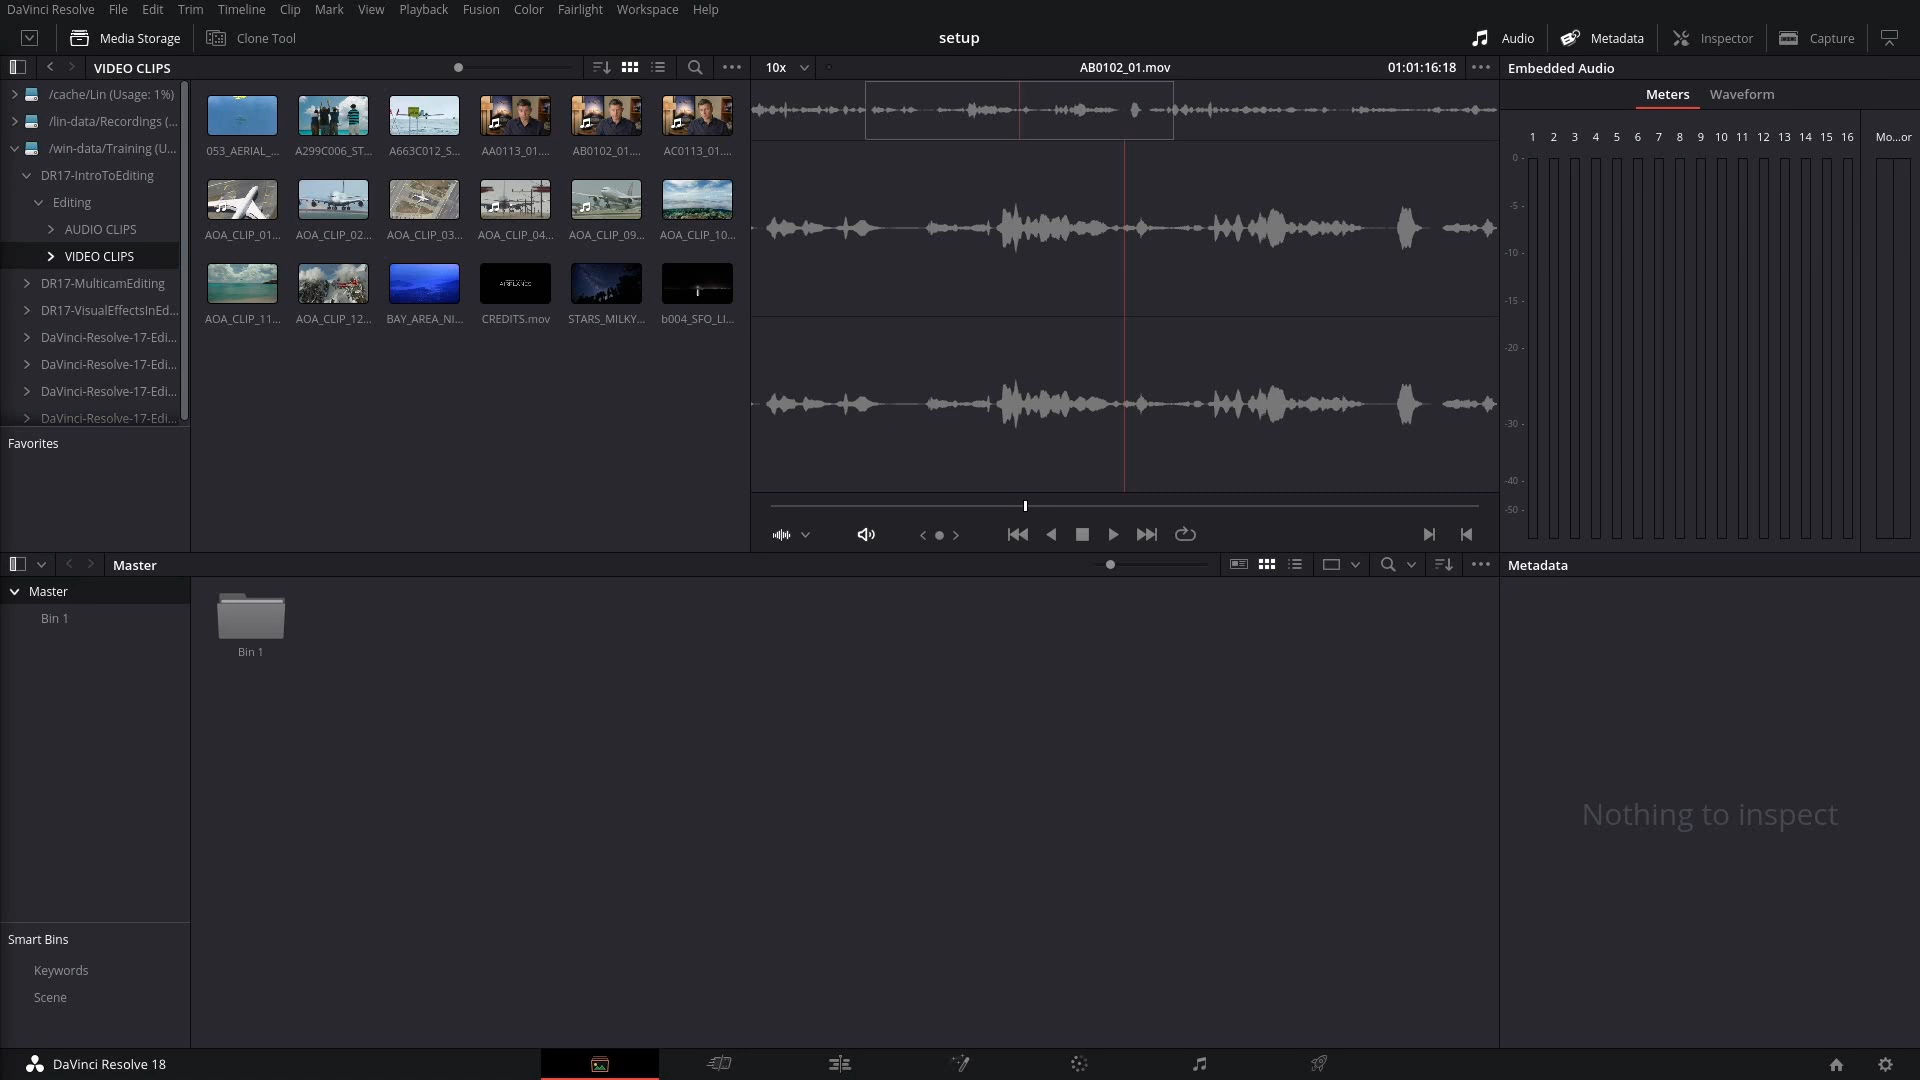 DaVinci Resolve File Edit Trim Timeline Clip Mark View Playback Fusion Color Fairlight Workspace Help
Media Storage Clone Tool setup Audio Metadata Inspector Capture
VIDEO CLIPS 10x AB0102_01.mov 01:01:16:18 Embedded Audio
Meters Waveform
/cache/Lin (Usage: 1%)
/lin-data/Recordings (...
/win-data/Training (U...
DR17-IntroToEditing
Editing
AUDIO CLIPS
VIDEO CLIPS
DR17-MulticamEditing
DR17-VisualEffectsInEd...
DaVinci-Resolve-17-Edi...
DaVinci-Resolve-17-Edi...
DaVinci-Resolve-17-Edi...
DaVinci-Resolve-17-Edi...
Favorites
053_AERIAL_... A299C006_ST... A663C012_S... AA0113_01.... AB0102_01.... AC0113_01....
AOA_CLIP_01... AOA_CLIP_02... AOA_CLIP_03... AOA_CLIP_04... AOA_CLIP_09... AOA_CLIP_10...
AIRPLANES
AOA_CLIP_11... AOA_CLIP_12... BAY_AREA_NI... CREDITS.mov STARS_MILKY... b004_SFO_LI...
1 2 3 4 5 6 7 8 9 10 11 12 13 14 15 16 Mo...or
0 -
-5 -
-10 -
-15 -
-20 -
-30 -
-40 -
-50 -
Master Metadata
Master
Bin 1
Bin 1
Nothing to inspect
Smart Bins
Keywords
Scene
DaVinci Resolve 18